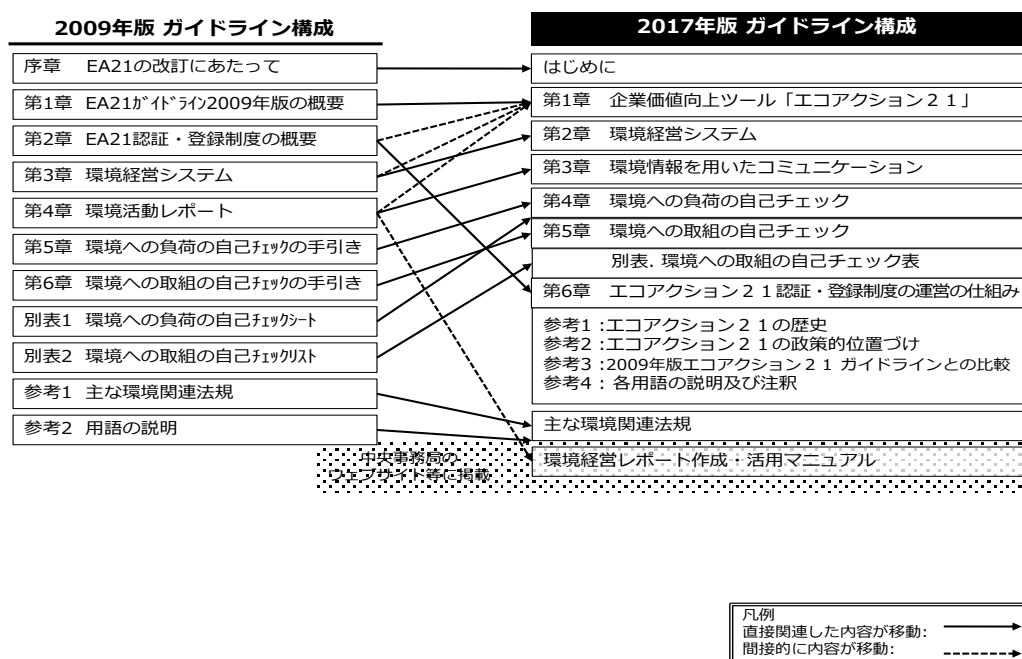 2009年版 ガイドライン構成
序章 EA21の改訂にあたって
第1章 EA21ｶﾞｲﾄﾞﾗｲﾝ2009年版の概要
第2章 EA21認証・登録制度の概要
第3章 環境経営システム
第4章 環境活動レポート
第5章 環境への負荷の自己ﾁｪｯｸの手引き
第6章 環境への取組の自己ﾁｪｯｸの手引き
別表1 環境への負荷の自己ﾁｪｯｸｼｰﾄ
別表2 環境への取組の自己ﾁｪｯｸﾘｽﾄ
参考1 主な環境関連法規
参考2 用語の説明
中央事務局の
ウェブサイト等に掲載
2017年版 ガイドライン構成
はじめに
第1章 企業価値向上ツール「エコアクション２１」
第2章 環境経営システム
第3章 環境情報を用いたコミュニケーション
第4章 環境への負荷の自己チェック
第5章 環境への取組の自己チェック
別表. 環境への取組の自己チェック表
第6章 エコアクション２１認証・登録制度の運営の仕組み
参考1 :エコアクション２１の歴史
参考2 :エコアクション２１の政策的位置づけ
参考3 :2009年版エコアクション２１ ガイドラインとの比較
参考4 : 各用語の説明及び注釈
主な環境関連法規
環境経営レポート作成・活用マニュアル
凡例
直接関連した内容が移動:
間接的に内容が移動: